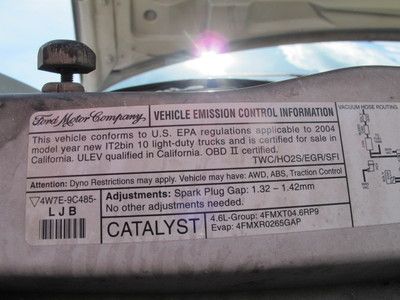 Ford Motor Company VEHICLE EMISSION CONTROL INFORMATION
This vehicle conforms to U.S. EPA regulations applicable to 2004
model year new IT2bin 10 light-duty trucks and is certified for sale in
California. ULEV qualified in California. OBD II certified.
TWC/HO2S/EGR/SFI
Attention: Dyno Restrictions may apply. Vehicle may have: AWD, ABS, Traction Control
4W7E-9C485-
LJB
Adjustments: Spark Plug Gap: 1.32 - 1.42mm
No other adjustments needed.
CATALYST
4.6L-Group: 4FMXT04.6RP9
Evap: 4FMXR0265GAP
VACUUM HOSE ROUTING